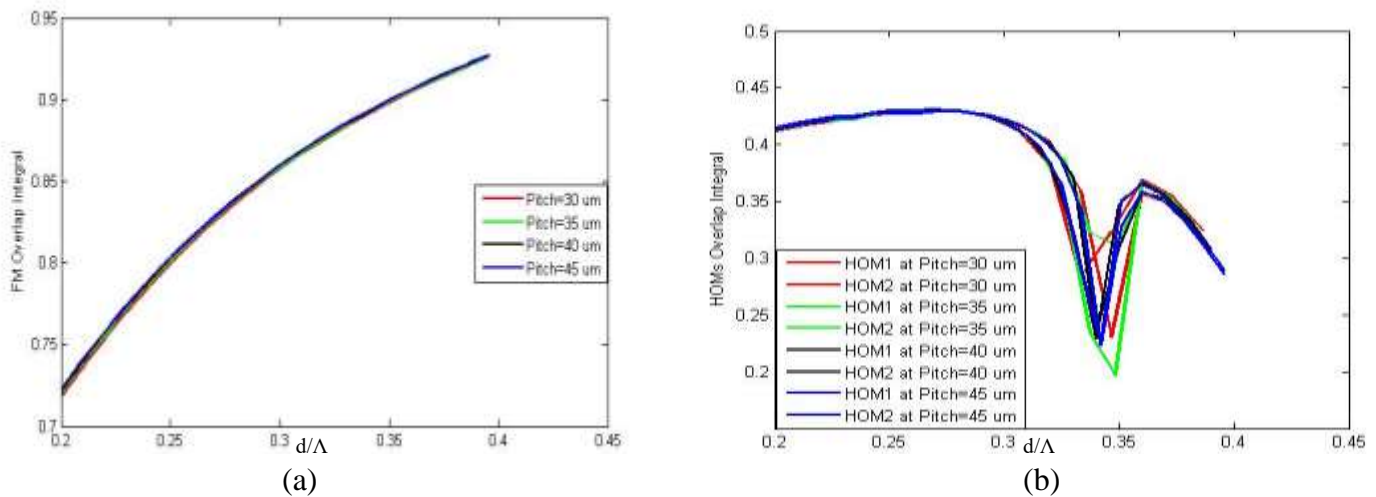 0.95
0.9
0.85
0.8
0.75
0.7
FM Overlap Integral
Pitch=30 um
Pitch=35 um
Pitch=40 um
Pitch=45 um
0.2 0.25 0.3 0.35 0.4 0.45
d/Λ
(a)
0.5
0.45
0.4
0.35
0.3
0.25
0.2
HOMs Overlap Integral
HOM1 at Pitch=30 um
HOM2 at Pitch=30 um
HOM1 at Pitch=35 um
HOM2 at Pitch=35 um
HOM1 at Pitch=40 um
HOM2 at Pitch=40 um
HOM1 at Pitch=45 um
HOM2 at Pitch=45 um
0.2 0.25 0.3 0.35 0.4 0.45
d/Λ
(b)